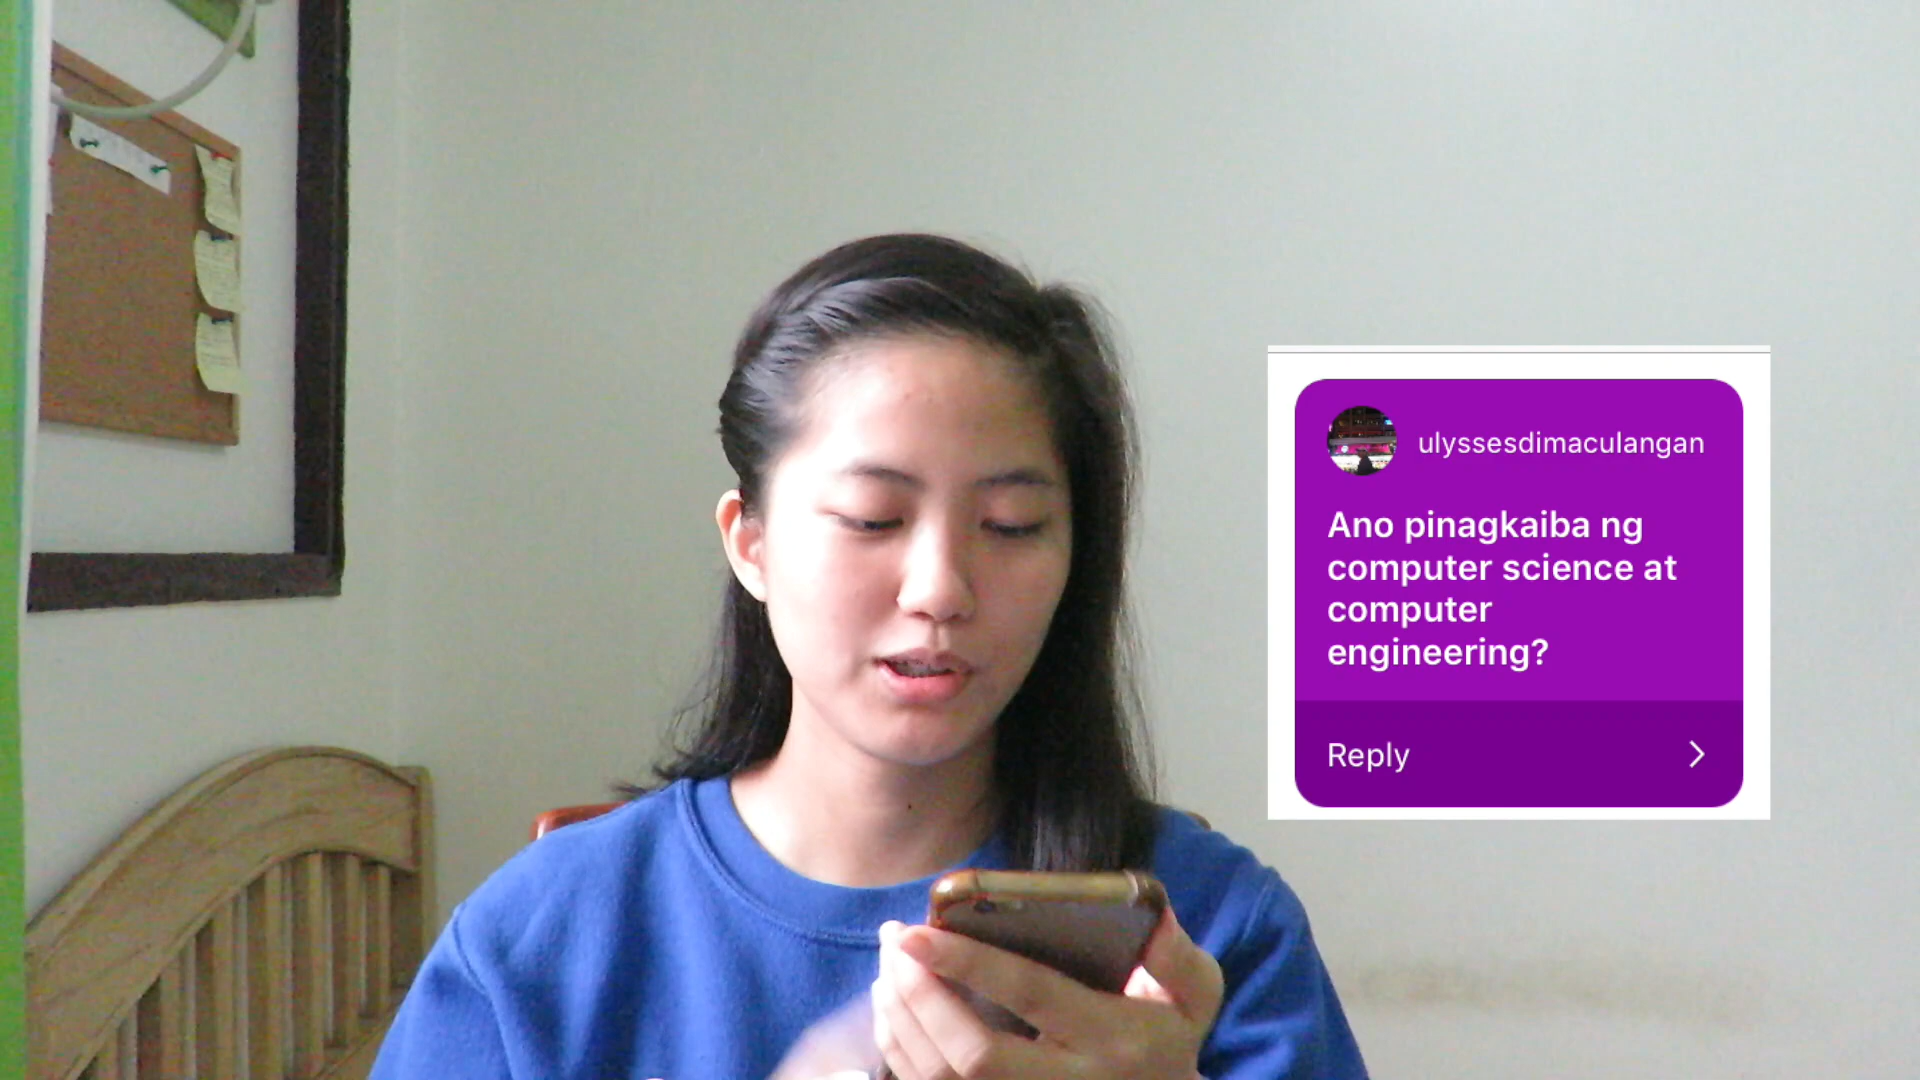 ulyssesdimaculangan
Ano pinagkaiba ng
computer science at
computer
engineering?
Reply